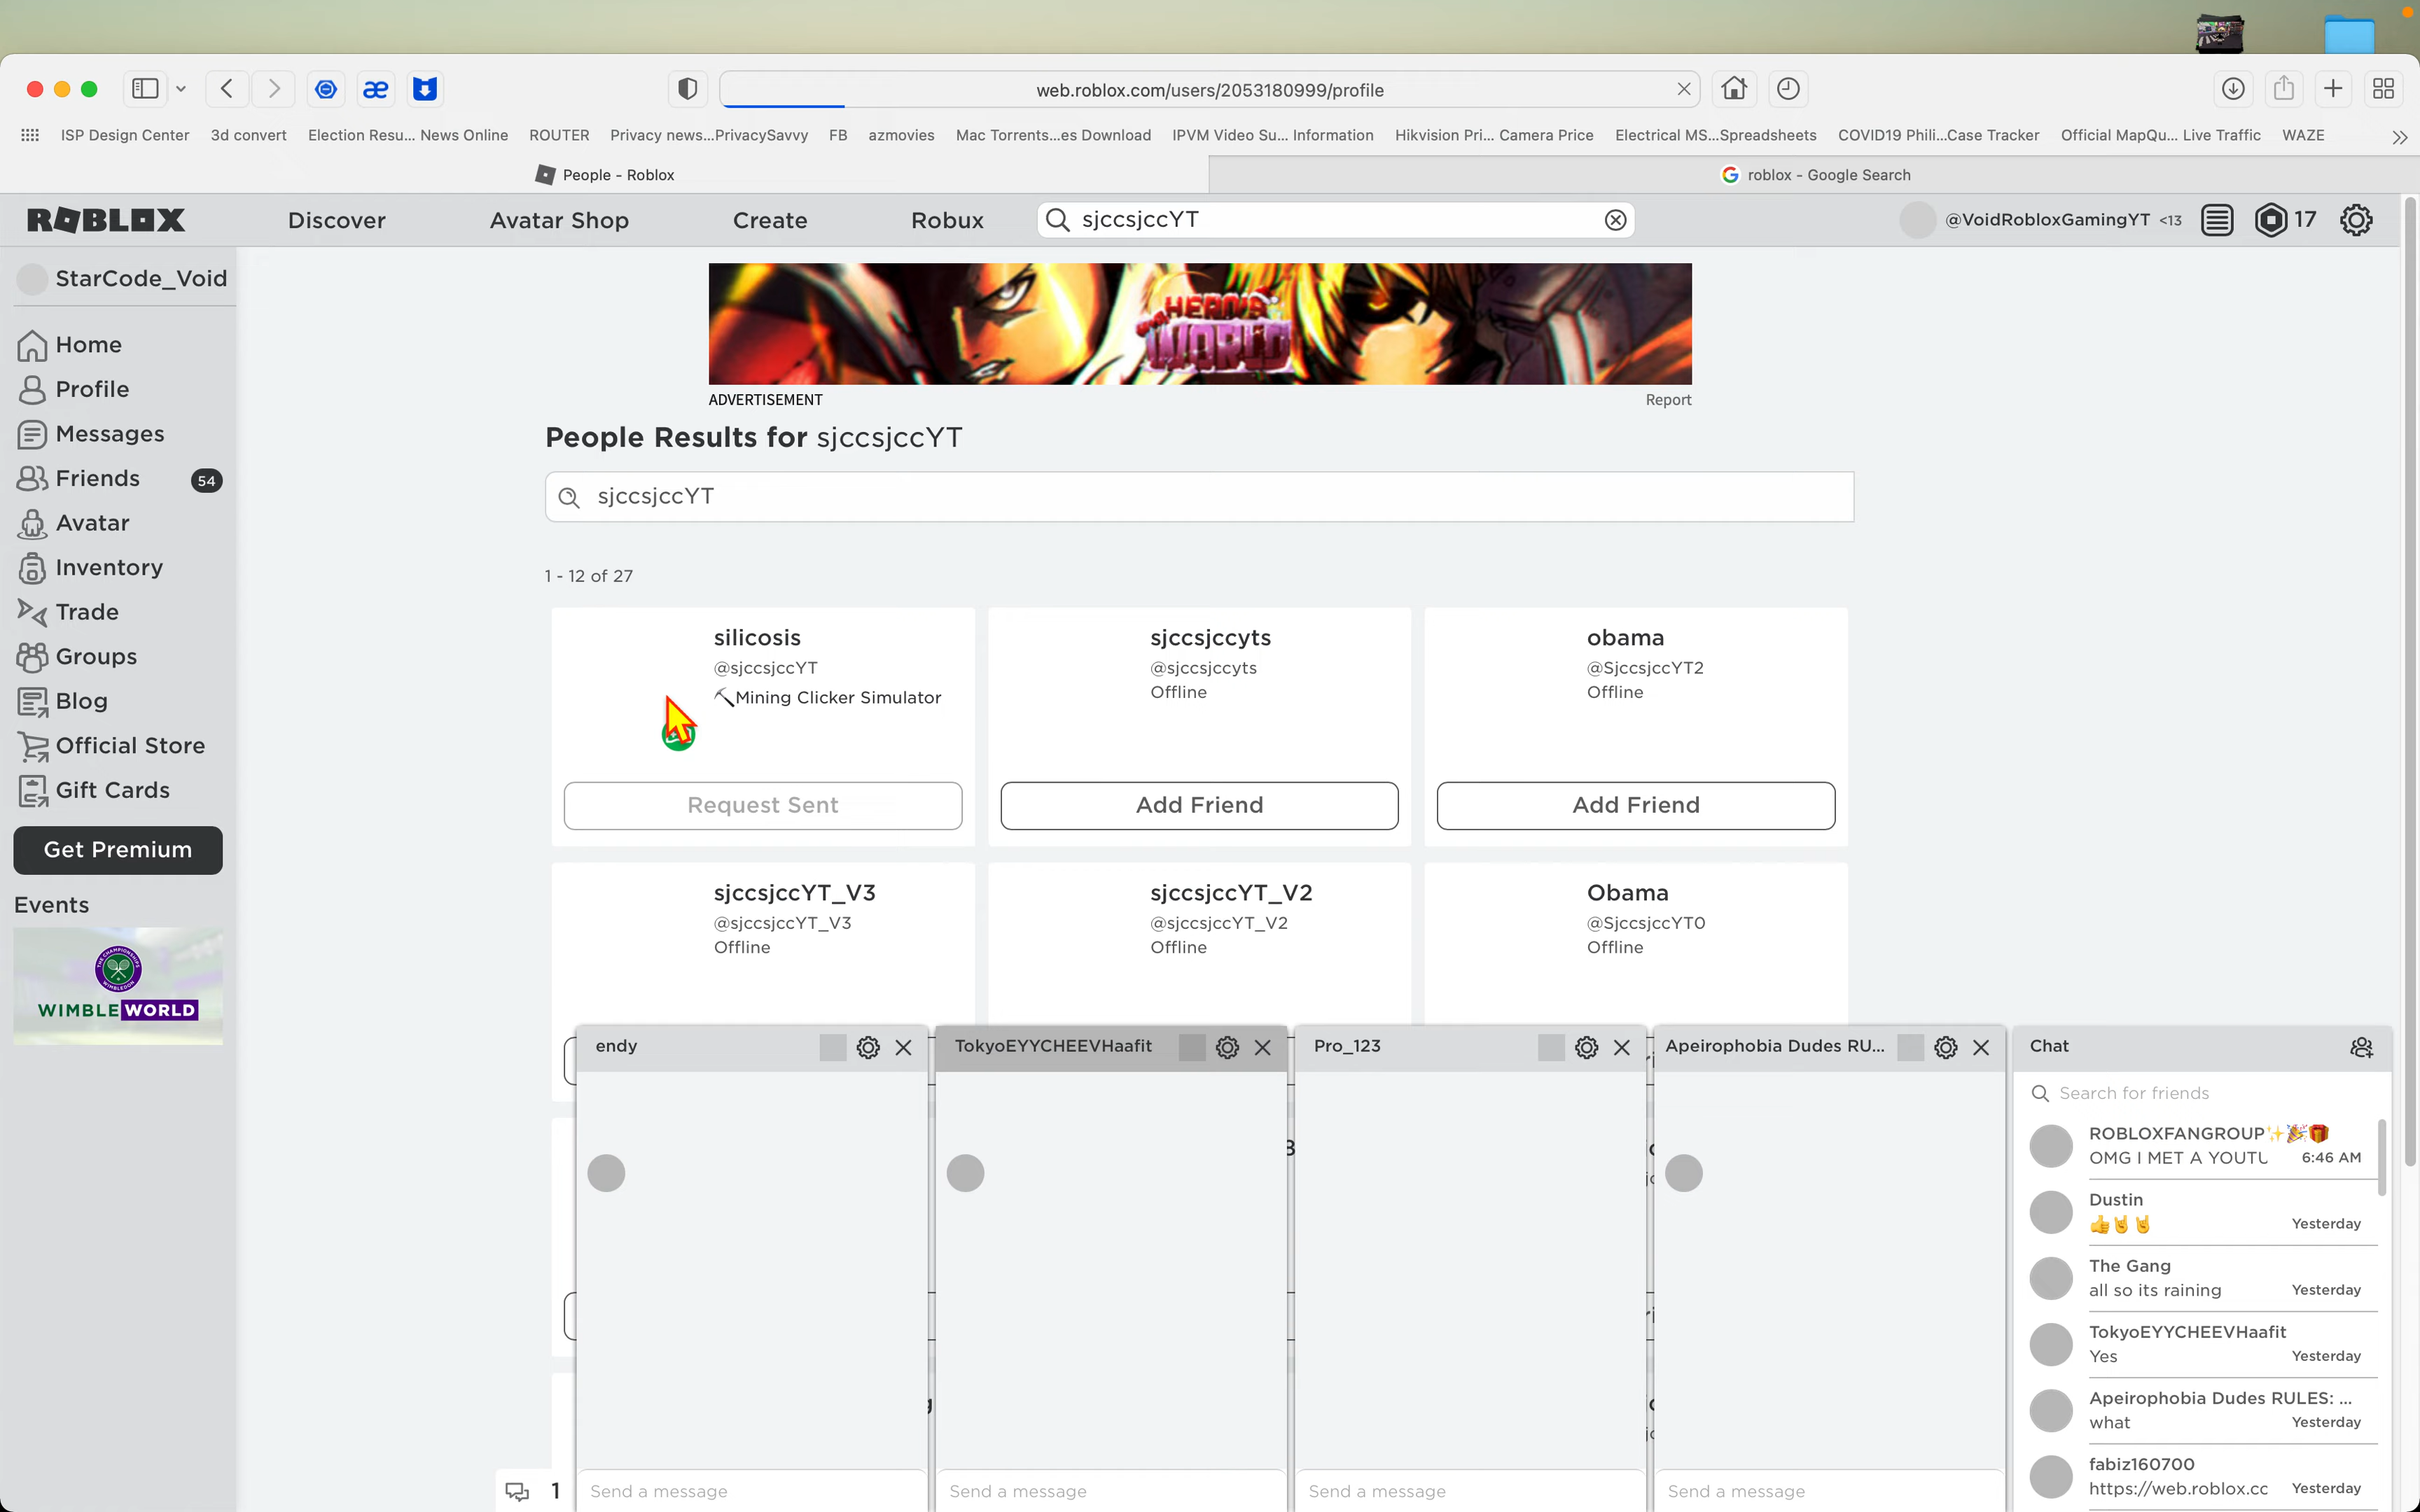 web.roblox.com/users/2053180999/profile
ISP Design Center 3d convert Election Resu... News Online ROUTER Privacy news...PrivacySavvy FB azmovies Mac Torrents...es Download IPVM Video Su... Information Hikvision Pri... Camera Price Electrical MS...Spreadsheets COVID19 Phili...Case Tracker Official MapQu... Live Traffic WAZE
People - Roblox
roblox - Google Search
ROBLOX Discover Avatar Shop Create Robux sjccsjccYT @VoidRobloxGamingYT <13 17
StarCode_Void
Home
Profile
Messages
Friends 54
Avatar
Inventory
Trade
Groups
Blog
Official Store
Gift Cards
Get Premium
Events
THE CHAMPIONSHIPS
WIMBLEDON
WIMBLEWORLD
HERO'S
WORLD
ADVERTISEMENT Report
People Results for sjccsjccYT
sjccsjccYT
1 - 12 of 27
silicosis
@sjccsjccYT
⛏Mining Clicker Simulator
Request Sent
sjccsjccyts
@sjccsjccyts
Offline
Add Friend
obama
@SjccsjccYT2
Offline
Add Friend
sjccsjccYT_V3
@sjccsjccYT_V3
Offline
sjccsjccYT_V2
@sjccsjccYT_V2
Offline
Obama
@SjccsjccYT0
Offline
1
endy
Send a message
TokyoEYYCHEEVHaafit
Send a message
Pro_123
Send a message
Apeirophobia Dudes RU...
Send a message
Chat
Search for friends
ROBLOXFANGROUP✨🎉🎁
OMG I MET A YOUTU 6:46 AM
Dustin
👍🤘🤘 Yesterday
The Gang
all so its raining Yesterday
TokyoEYYCHEEVHaafit
Yes Yesterday
Apeirophobia Dudes RULES: ...
what Yesterday
fabiz160700
https://web.roblox.cc Yesterday